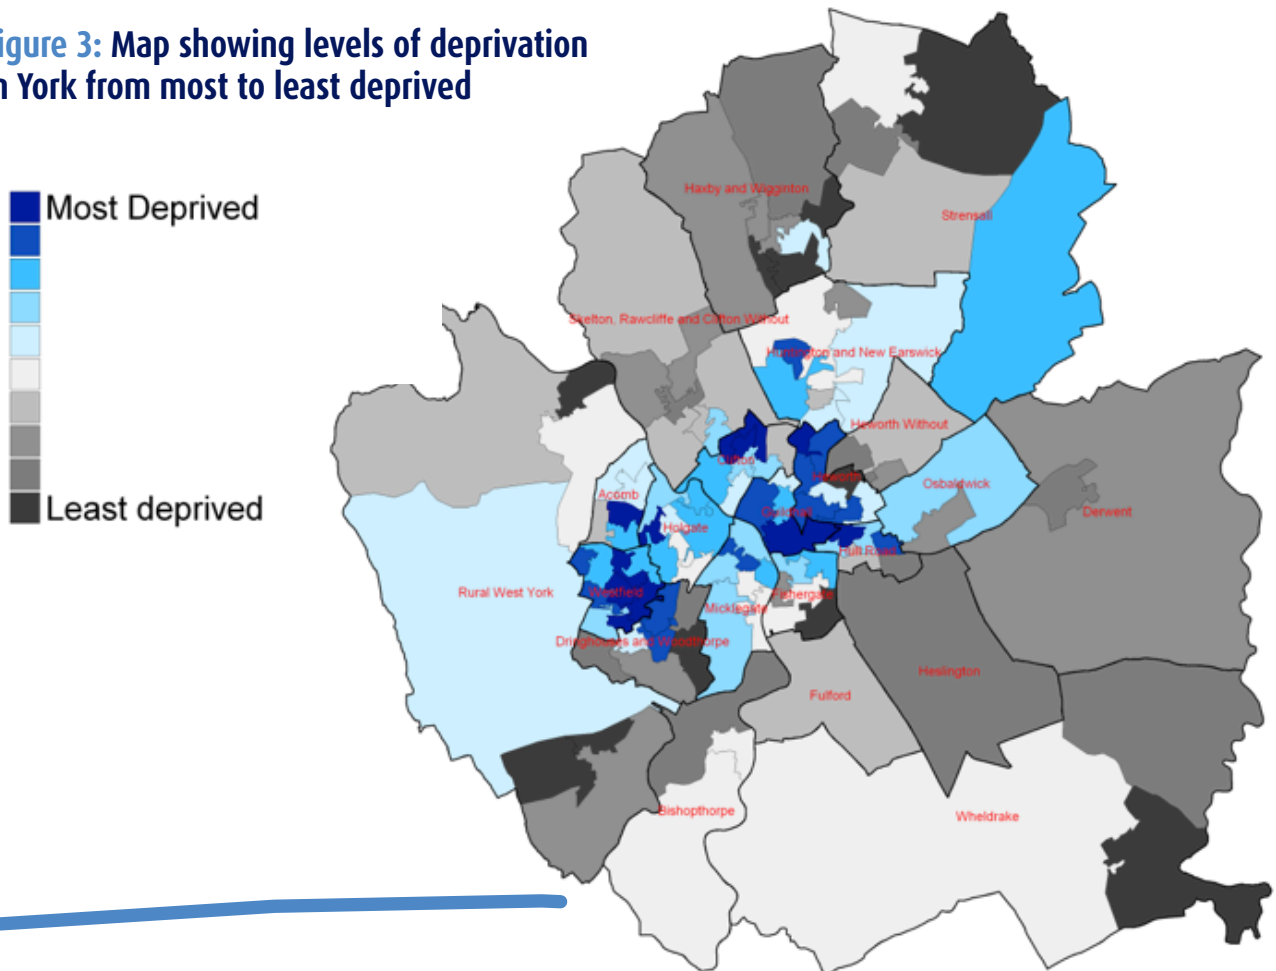 igure 3: Map showing levels of deprivation
n York from most to least deprived
Most Deprived
Least deprived
Haxby and Wigginton
Strensall
Skelton, Rawcliffe and Clifton Without
Huntington and New Earswick
Heworth Without
Clifton
Heworth
Osbaldwick
Acomb
Derwent
Guildhall
Holgate
Hull Road
Rural West York
Westfield
Fishergate
Micklegate
Dringhouses and Woodthorpe
Heslington
Fulford
Bishopthorpe
Wheldrake